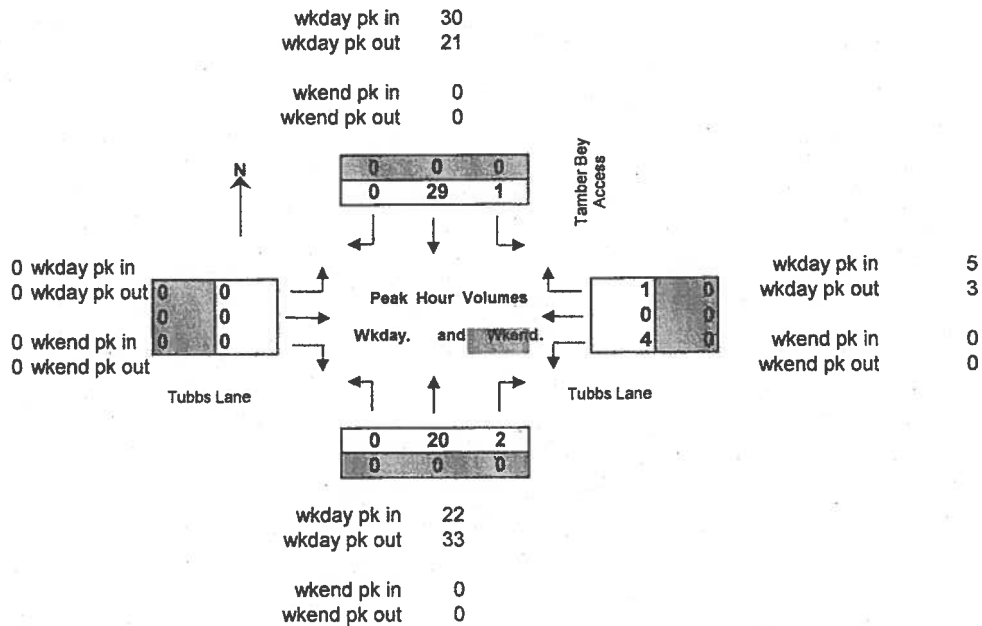 wkday pk in 30
wkday pk out 21
wkend pk in 0
wkend pk out 0
N
0 0 0
0 29 1
Tamber Bey
Access
0 wkday pk in
0 wkday pk out
0 wkend pk in
0 wkend pk out
0 0
0 0
0 0
Tubbs Lane
Peak Hour Volumes
Wkday. and Wkend.
1 0
0 0
4 0
Tubbs Lane
wkday pk in 5
wkday pk out 3
wkend pk in 0
wkend pk out 0
0 20 2
0 0 0
wkday pk in 22
wkday pk out 33
wkend pk in 0
wkend pk out 0